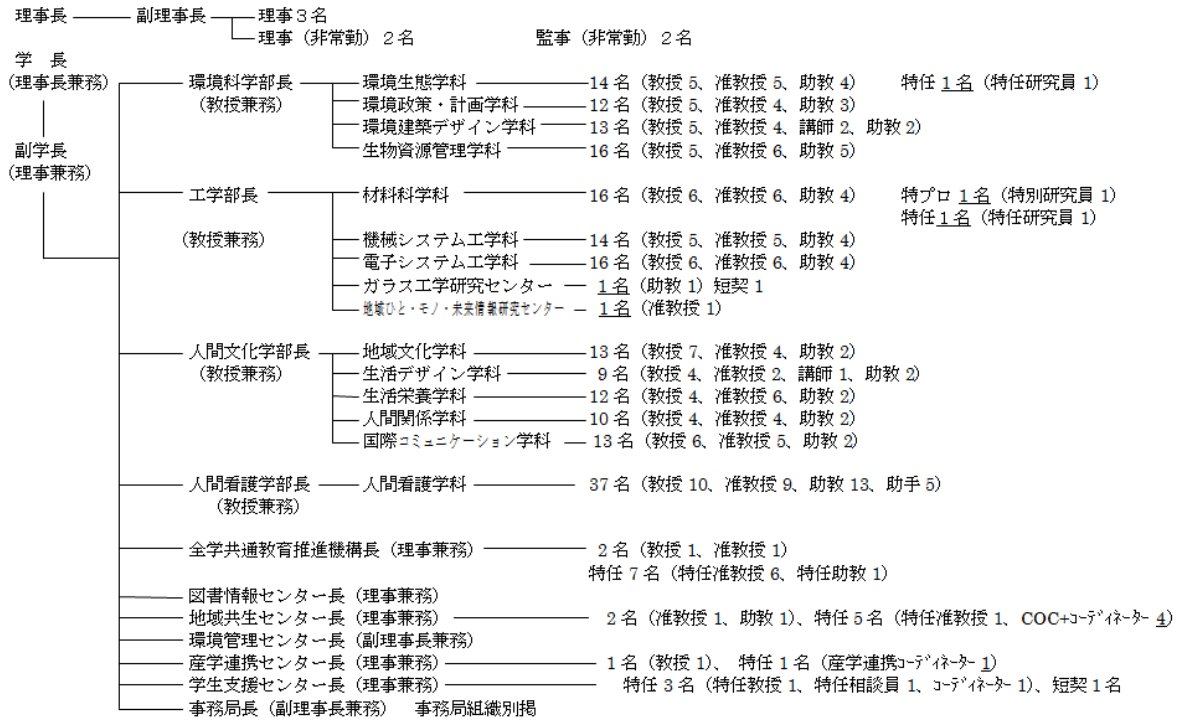 理事長 副理事長 理事３名
理事（非常勤）２名 監事（非常勤）２名
学　長
(理事長兼務)
環境科学部長 環境生態学科 14 名（教授 5、准教授 5、助教 4） 特任 1名（特任研究員 1）
（教授兼務） 環境政策・計画学科 12 名（教授 5、准教授 4、助教 3）
環境建築デザイン学科 13 名（教授 5、准教授 4、講師 2、助教 2）
副学長 生物資源管理学科 16 名（教授 5、准教授 6、助教 5）
(理事兼務)
工学部長 材料科学科 16 名（教授 6、准教授 6、助教 4） 特プロ 1名（特別研究員 1）
特任 1名（特任研究員 1）
（教授兼務） 機械システム工学科 14 名（教授 5、准教授 5、助教 4）
電子システム工学科 16 名（教授 6、准教授 6、助教 4）
ガラス工学研究センター 1名（助教 1）短契 1
地域ひと・モノ・未来情報研究センター 1名（准教授 1）
人間文化学部長 地域文化学科 13 名（教授 7、准教授 4、助教 2）
（教授兼務） 生活デザイン学科 9 名（教授 4、准教授 2、講師 1、助教 2）
生活栄養学科 12 名（教授 4、准教授 6、助教 2）
人間関係学科 10 名（教授 4、准教授 4、助教 2）
国際コミュニケーション学科 13 名（教授 6、准教授 5、助教 2）
人間看護学部長 人間看護学科 37 名（教授 10、准教授 9、助教 13、助手 5）
（教授兼務）
全学共通教育推進機構長（理事兼務） 2 名（教授 1、准教授 1）
特任 7 名（特任准教授 6、特任助教 1）
図書情報センター長（理事兼務）
地域共生センター長（理事兼務） 2 名（准教授 1、助教 1）、特任 5 名（特任准教授 1、COC+ｺｰﾃﾞｨﾈｰﾀｰ 4）
環境管理センター長（副理事長兼務）
産学連携センター長（理事兼務） 1 名（教授 1）、 特任 1 名（産学連携ｺｰﾃﾞｨﾈｰﾀｰ 1）
学生支援センター長（理事兼務） 特任 3 名（特任教授 1、特任相談員 1、ｺｰﾃﾞｨﾈｰﾀｰ 1）、短契 1 名
事務局長（副理事長兼務） 事務局組織別掲